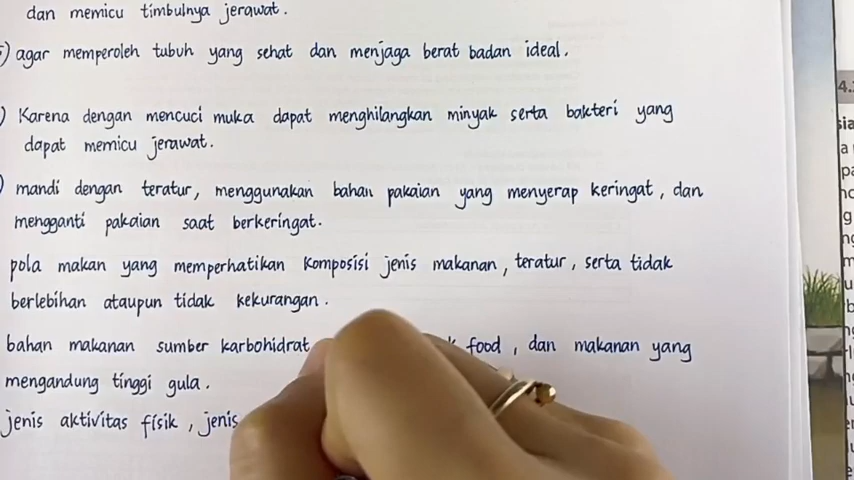 dan memicu timbulnya jerawat.
) agar memperoleh tubuh yang sehat dan menjaga berat badan ideal.
) Karena dengan mencuci muka dapat menghilangkan minyak serta bakteri yang
dapat memicu jerawat.
) mandi dengan teratur, menggunakan bahan pakaian yang menyerap keringat, dan
mengganti pakaian saat berkeringat.
pola makan yang memperhatikan komposisi jenis makanan, teratur, serta tidak
berlebihan ataupun tidak kekurangan.
bahan makanan sumber karbohidrat food, dan makanan yang
mengandung tinggi gula.
jenis aktivitas fisik, jenis